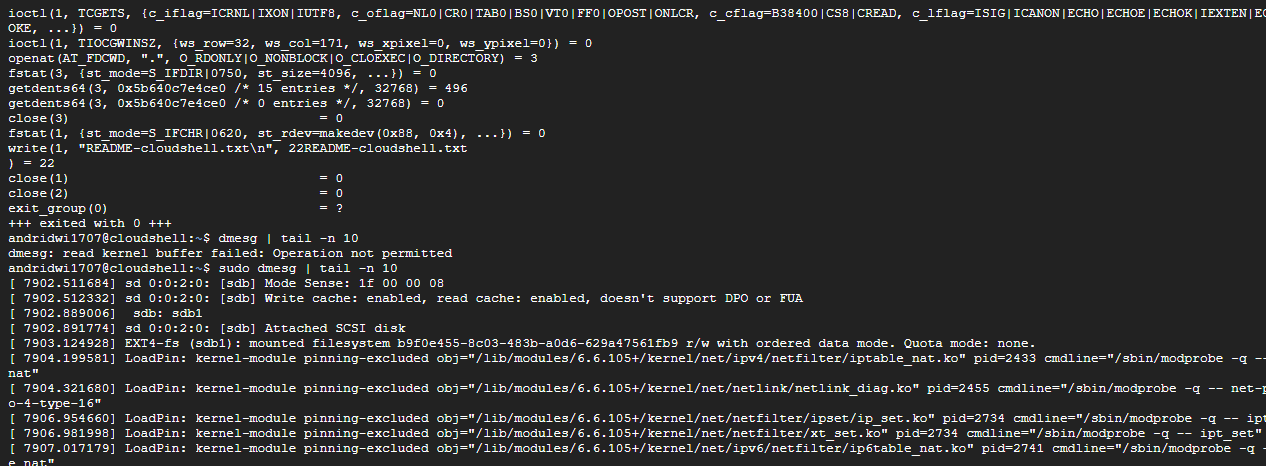 ioctl(1, TCGETS, {c_iflag=ICRNL|IXON|IUTF8, c_oflag=NL0|CR0|TAB0|BS0|VT0|FF0|OPOST|ONLCR, c_cflag=B38400|CS8|CREAD, c_lflag=ISIG|ICANON|ECHO|ECHOE|ECHOK|IEXTEN|EC
OKE, ...}) = 0
ioctl(1, TIOCGWINSZ, {ws_row=32, ws_col=171, ws_xpixel=0, ws_ypixel=0}) = 0
openat(AT_FDCWD, ".", O_RDONLY|O_NONBLOCK|O_CLOEXEC|O_DIRECTORY) = 3
fstat(3, {st_mode=S_IFDIR|0750, st_size=4096, ...}) = 0
getdents64(3, 0x5b640c7e4ce0 /* 15 entries */, 32768) = 496
getdents64(3, 0x5b640c7e4ce0 /* 0 entries */, 32768) = 0
close(3)                                = 0
fstat(1, {st_mode=S_IFCHR|0620, st_rdev=makedev(0x88, 0x4), ...}) = 0
write(1, "README-cloudshell.txt\n", 22README-cloudshell.txt
) = 22
close(1)                                = 0
close(2)                                = 0
exit_group(0)                           = ?
+++ exited with 0 +++
andridwi1707@cloudshell:~$ dmesg | tail -n 10
dmesg: read kernel buffer failed: Operation not permitted
andridwi1707@cloudshell:~$ sudo dmesg | tail -n 10
[ 7902.511684] sd 0:0:2:0: [sdb] Mode Sense: 1f 00 00 08
[ 7902.512332] sd 0:0:2:0: [sdb] Write cache: enabled, read cache: enabled, doesn't support DPO or FUA
[ 7902.889006]  sdb: sdb1
[ 7902.891774] sd 0:0:2:0: [sdb] Attached SCSI disk
[ 7903.124928] EXT4-fs (sdb1): mounted filesystem b9f0e455-8c03-483b-a0d6-629a47561fb9 r/w with ordered data mode. Quota mode: none.
[ 7904.199581] LoadPin: kernel-module pinning-excluded obj="/lib/modules/6.6.105+/kernel/net/ipv4/netfilter/iptable_nat.ko" pid=2433 cmdline="/sbin/modprobe -q --
nat"
[ 7904.321680] LoadPin: kernel-module pinning-excluded obj="/lib/modules/6.6.105+/kernel/net/netlink/netlink_diag.ko" pid=2455 cmdline="/sbin/modprobe -q -- net-p
o-4-type-16"
[ 7906.954660] LoadPin: kernel-module pinning-excluded obj="/lib/modules/6.6.105+/kernel/net/netfilter/ipset/ip_set.ko" pid=2734 cmdline="/sbin/modprobe -q -- ipt
[ 7906.981998] LoadPin: kernel-module pinning-excluded obj="/lib/modules/6.6.105+/kernel/net/netfilter/xt_set.ko" pid=2734 cmdline="/sbin/modprobe -q -- ipt_set"
[ 7907.017179] LoadPin: kernel-module pinning-excluded obj="/lib/modules/6.6.105+/kernel/net/ipv6/netfilter/ip6table_nat.ko" pid=2741 cmdline="/sbin/modprobe -q -
e_nat"